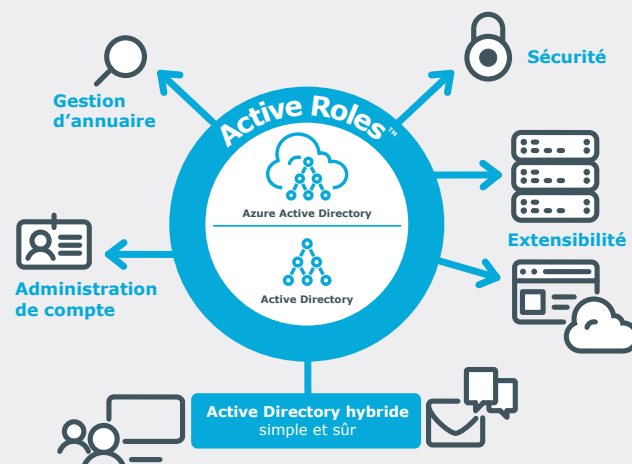 Gestion
d'annuaire
Sécurité
Active Roles™
Azure Active Directory
Active Directory
Extensibilité
Administration
de compte
Active Directory hybride
simple et sûr